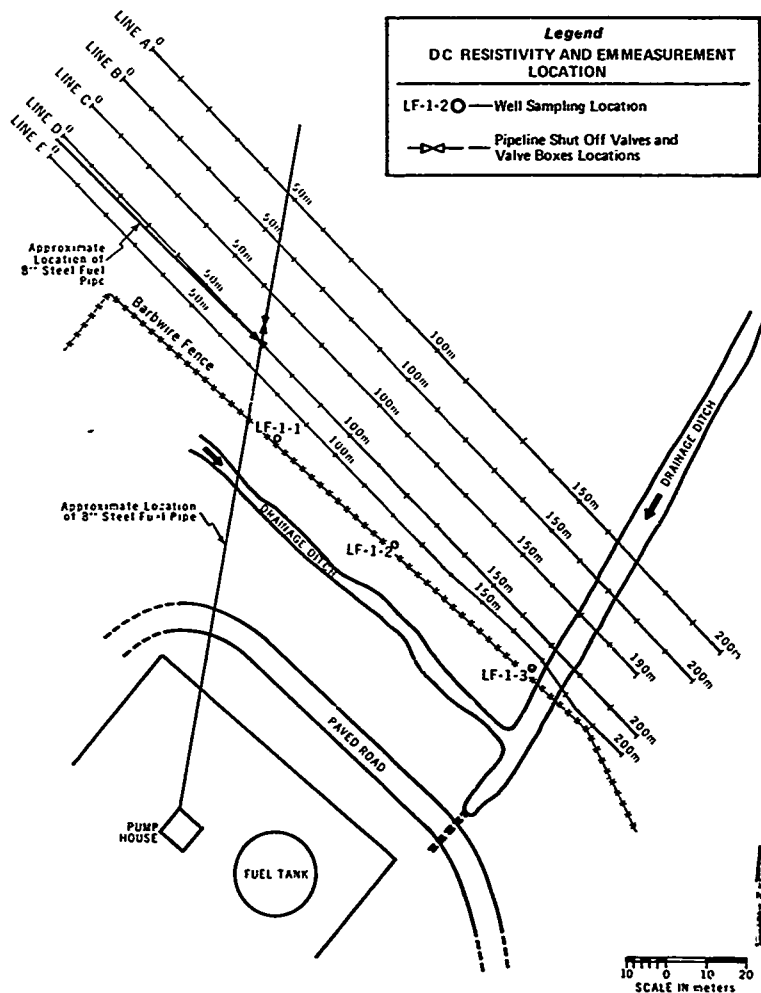 Legend
DC RESISTIVITY AND EM MEASUREMENT
LOCATION
LF-1-2 Well Sampling Location
Pipeline Shut Off Valves and
Valve Boxes Locations
LINE A 0
LINE B 0
LINE C 0
LINE D 0
LINE E 0
50m
50m
50m
50m
50m
Approximate
Location of
8" Steel Fuel
Pipe
Barbwire Fence
100m
100m
100m
100m
100m
LF-1-1
DRAINAGE DITCH
Approximate Location
of 8" Steel Fuel Pipe
DRAINAGE DITCH
LF-1-2
150m
150m
150m
150m
150m
LF-1-3
200m
200m
190m
200m
200m
PAVED ROAD
PUMP
HOUSE
FUEL TANK
10 0 10 20
SCALE IN meters